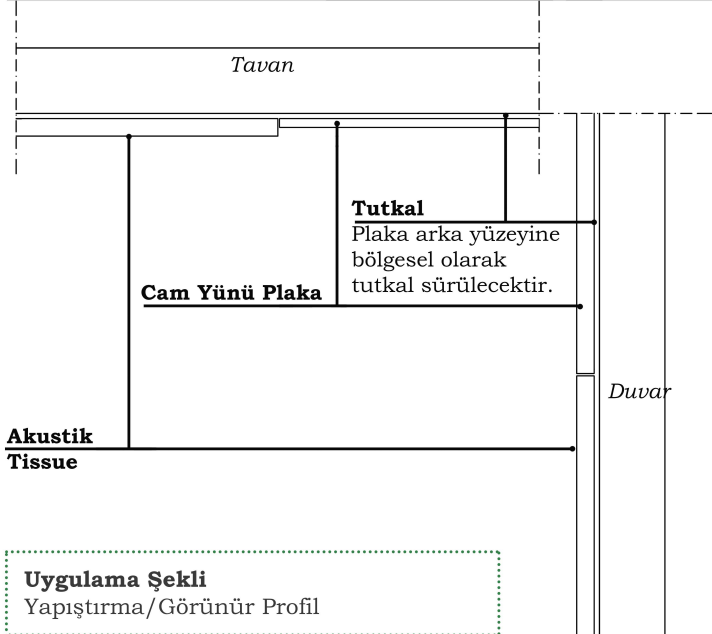 Tavan
Tutkal
Plaka arka yüzeyine
bölgesel olarak
tutkal sürülecektir.
Cam Yünü Plaka
Duvar
Akustik
Tissue
Uygulama Şekli
Yapıştırma/Görünür Profil